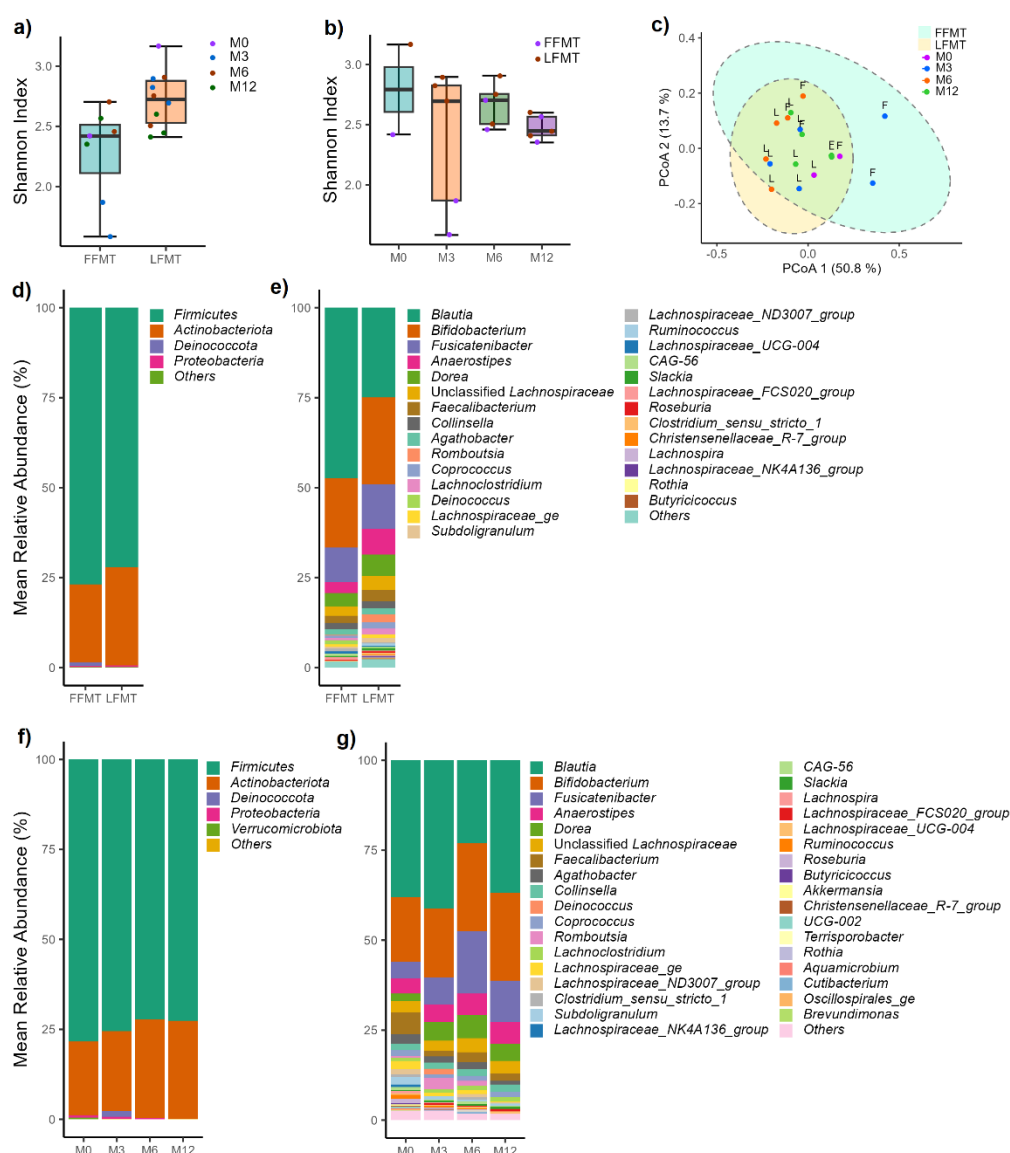 a)
Shannon Index
3.0
2.5
2.0
FFMT
LFMT
M0
M3
M6
M12
b)
Shannon Index
3.0
2.5
2.0
M0
M3
M6
M12
FFMT
LFMT
c)
PCoA 2 (13.7 %)
0.4
0.2
0.0
-0.2
-0.5
0.0
0.5
PCoA 1 (50.8 %)
F
L
L
F
F
F
L
L
E
F
L
L
L
L
F
FFMT
LFMT
M0
M3
M6
M12
d)
Mean Relative Abundance (%)
100
50
25
0
FFMT LFMT
Firmicutes
Actinobacteriota
Deinococcota
Proteobacteria
Others
e)
100
50
25
0
FFMT LFMT
Blautia
Bifidobacterium
Fusicatenibacter
Anaerostipes
Dorea
Unclassified Lachnospiraceae
Faecalibacterium
Collinsella
Agathobacter
Romboutsia
Coprococcus
Lachnoclostridium
Deinococcus
Lachnospiraceae_ge
Subdoligranulum
Lachnospiraceae_ND3007_group
Ruminococcus
Lachnospiraceae_UCG-004
CAG-56
Slackia
Lachnospiraceae_FCS020_group
Roseburia
Clostridium_sensu_stricto_1
Christensenellaceae_R-7_group
Lachnospira
Lachnospiraceae_NK4A136_group
Rothia
Butyricicoccus
Others
f)
Mean Relative Abundance (%)
100
75
50
25
0
M0 M3 M6 M12
Firmicutes
Actinobacteriota
Deinococcota
Proteobacteria
Verrucomicrobiota
Others
g)
100
75
50
25
0
M0 M3 M6 M12
Blautia
Bifidobacterium
Fusicatenibacter
Anaerostipes
Dorea
Unclassified Lachnospiraceae
Faecalibacterium
Agathobacter
Collinsella
Deinococcus
Coprococcus
Romboutsia
Lachnoclostridium
Lachnospiraceae_ge
Lachnospiraceae_ND3007_group
Clostridium_sensu_stricto_1
Subdoligranulum
Lachnospiraceae_NK4A136_group
CAG-56
Slackia
Lachnospira
Lachnospiraceae_FCS020_group
Lachnospiraceae_UCG-004
Ruminococcus
Roseburia
Butyricicoccus
Akkermansia
Christensenellaceae_R-7_group
UCG-002
Terrisporobacter
Rothia
Aquamicrobium
Cutibacterium
Oscillospirales_ge
Brevundimonas
Others